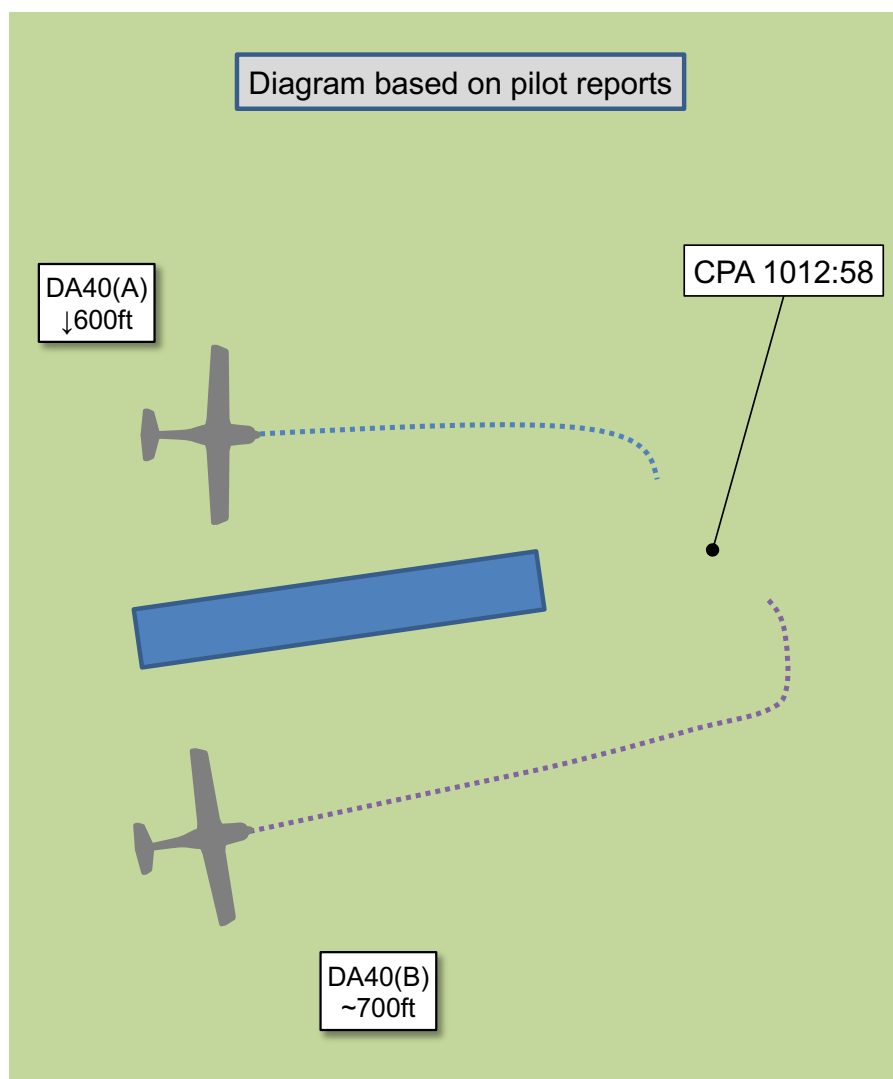 Diagram based on pilot reports
DA40(A)
↓600ft
CPA 1012:58
DA40(B)
~700ft